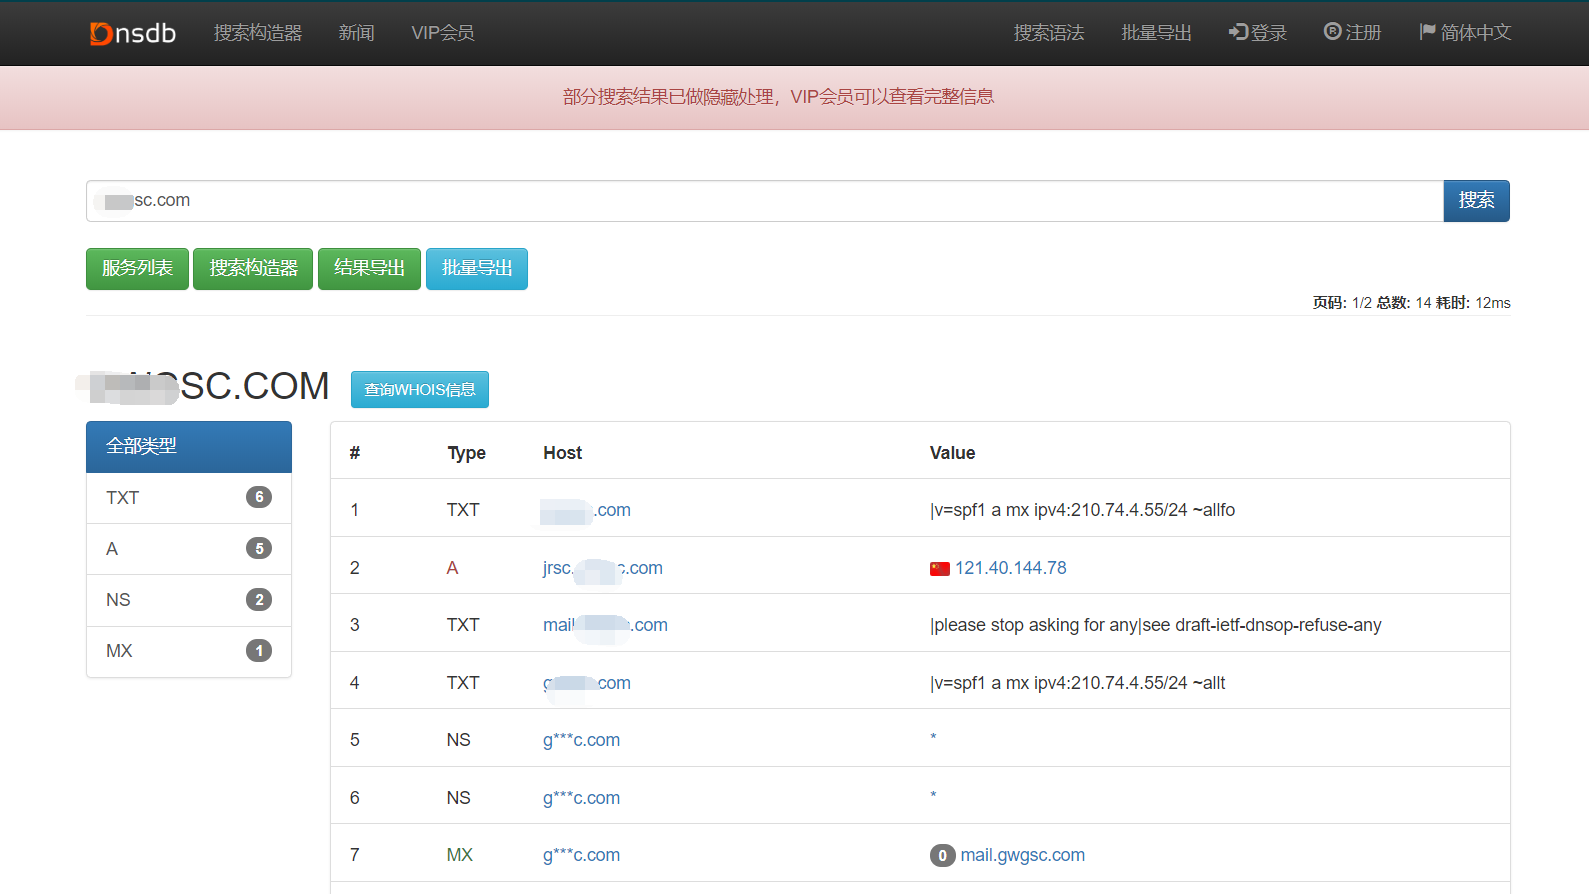 Dnsdb 搜索构造器 新闻 VIP会员 搜索语法 批量导出 登录 ® 注册 简体中文
部分搜索结果已做隐藏处理，VIP会员可以查看完整信息
sc.com 搜索
服务列表 搜索构造器 结果导出 批量导出
页码: 1/2 总数: 14 耗时: 12ms
GSC.COM 查询WHOIS信息
全部类型
TXT 6
A 5
NS 2
MX 1
# Type Host Value
1 TXT .com |v=spf1 a mx ipv4:210.74.4.55/24 ~allfo
2 A jrsc. c.com 121.40.144.78
3 TXT mail .com |please stop asking for any|see draft-ietf-dnsop-refuse-any
4 TXT g com |v=spf1 a mx ipv4:210.74.4.55/24 ~allt
5 NS g***c.com *
6 NS g***c.com *
7 MX g***c.com 0 mail.gwgsc.com